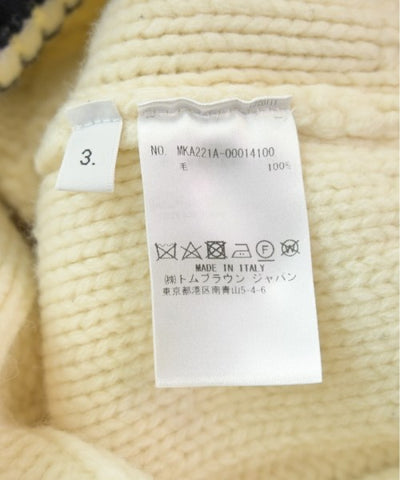 3.
NO. MKA221A-00014100
毛 100%
MADE IN ITALY
㈱トムブラウン ジャパン
東京都港区南青山5-4-6